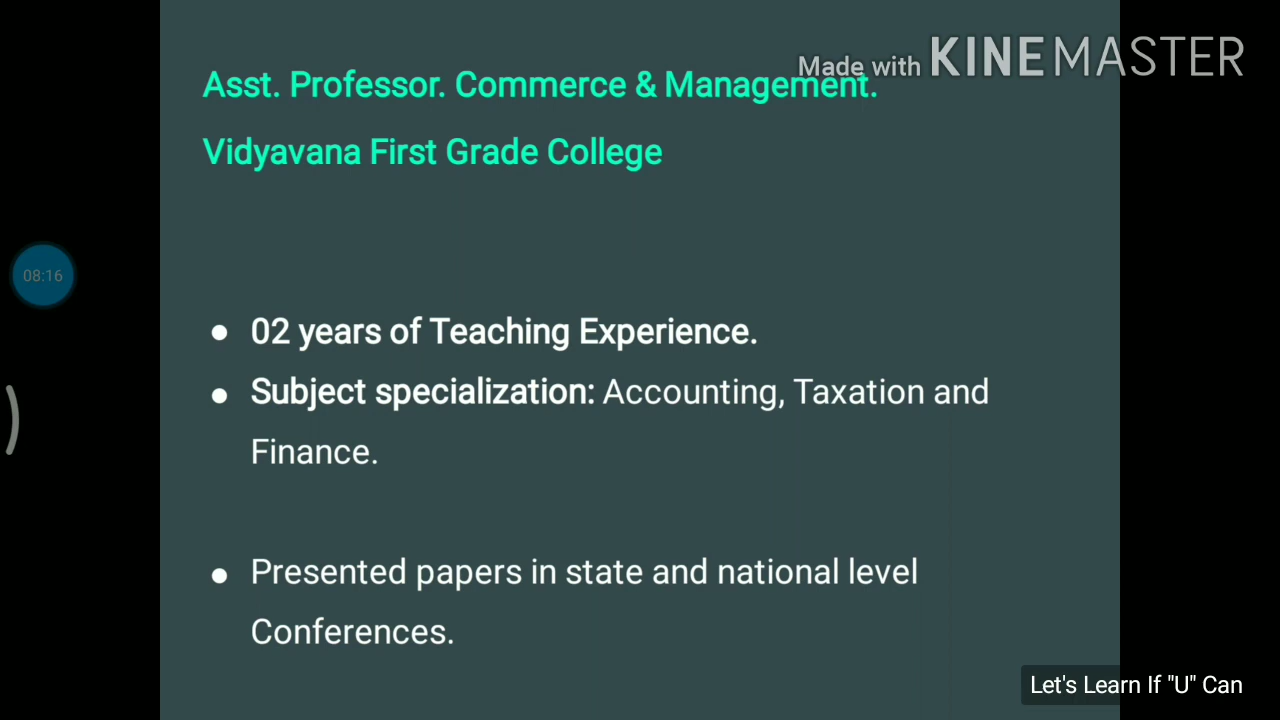 Made with KINEMASTER
Asst. Professor. Commerce & Management.
Vidyavana First Grade College
08:16
● 02 years of Teaching Experience.
● Subject specialization: Accounting, Taxation and
Finance.
● Presented papers in state and national level
Conferences.
Let's Learn If "U" Can